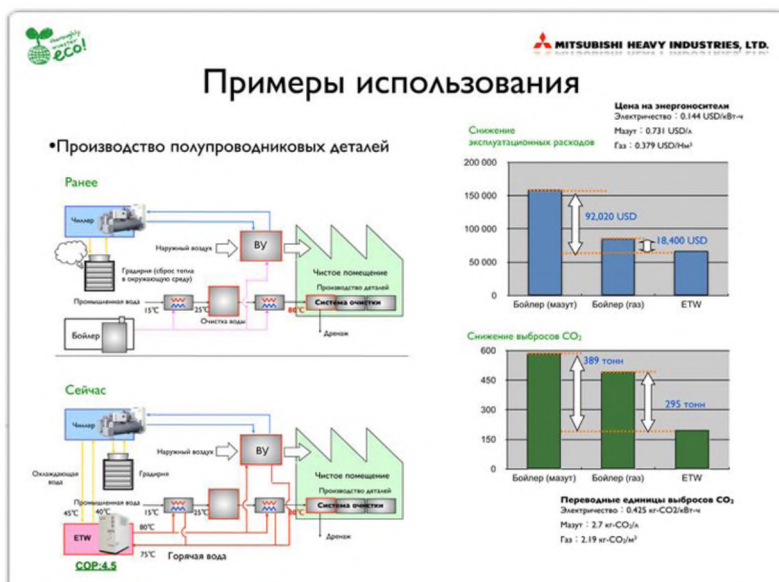 thoroughly
master
eco!
MITSUBISHI HEAVY INDUSTRIES, LTD.
Примеры использования
•Производство полупроводниковых деталей
Цена на энергоносители
Электричество : 0.144 USD/кВт-ч
Мазут : 0.731 USD/л
Газ : 0.379 USD/Нм³
Ранее
Чиллер
Наружный воздух
ВУ
Градирня (сброс тепла
в окружающую среду)
Чистое помещение
Производство деталей
Промышленная вода
15℃
25℃
80℃
Система очистки
Очистка воды
Бойлер
Дренаж
Снижение
эксплуатационных расходов
200 000
150 000
100 000
50 000
0
92,020 USD
18,400 USD
Бойлер (мазут)
Бойлер (газ)
ETW
Сейчас
Чиллер
Наружный воздух
ВУ
Охлаждающая
вода
Градирня
Чистое помещение
Производство деталей
Промышленная вода
45℃
40℃
15℃
25℃
80℃
Система очистки
ETW
80℃
75℃
Горячая вода
Дренаж
COP:4.5
Снижение выбросов CO₂
600
450
300
150
0
389 тонн
295 тонн
Бойлер (мазут)
Бойлер (газ)
ETW
Переводные единицы выбросов CO₂
Электричество : 0.425 кг-CO2/кВт-ч
Мазут : 2.7 кг-CO₂/л
Газ : 2.19 кг-CO₂/м³